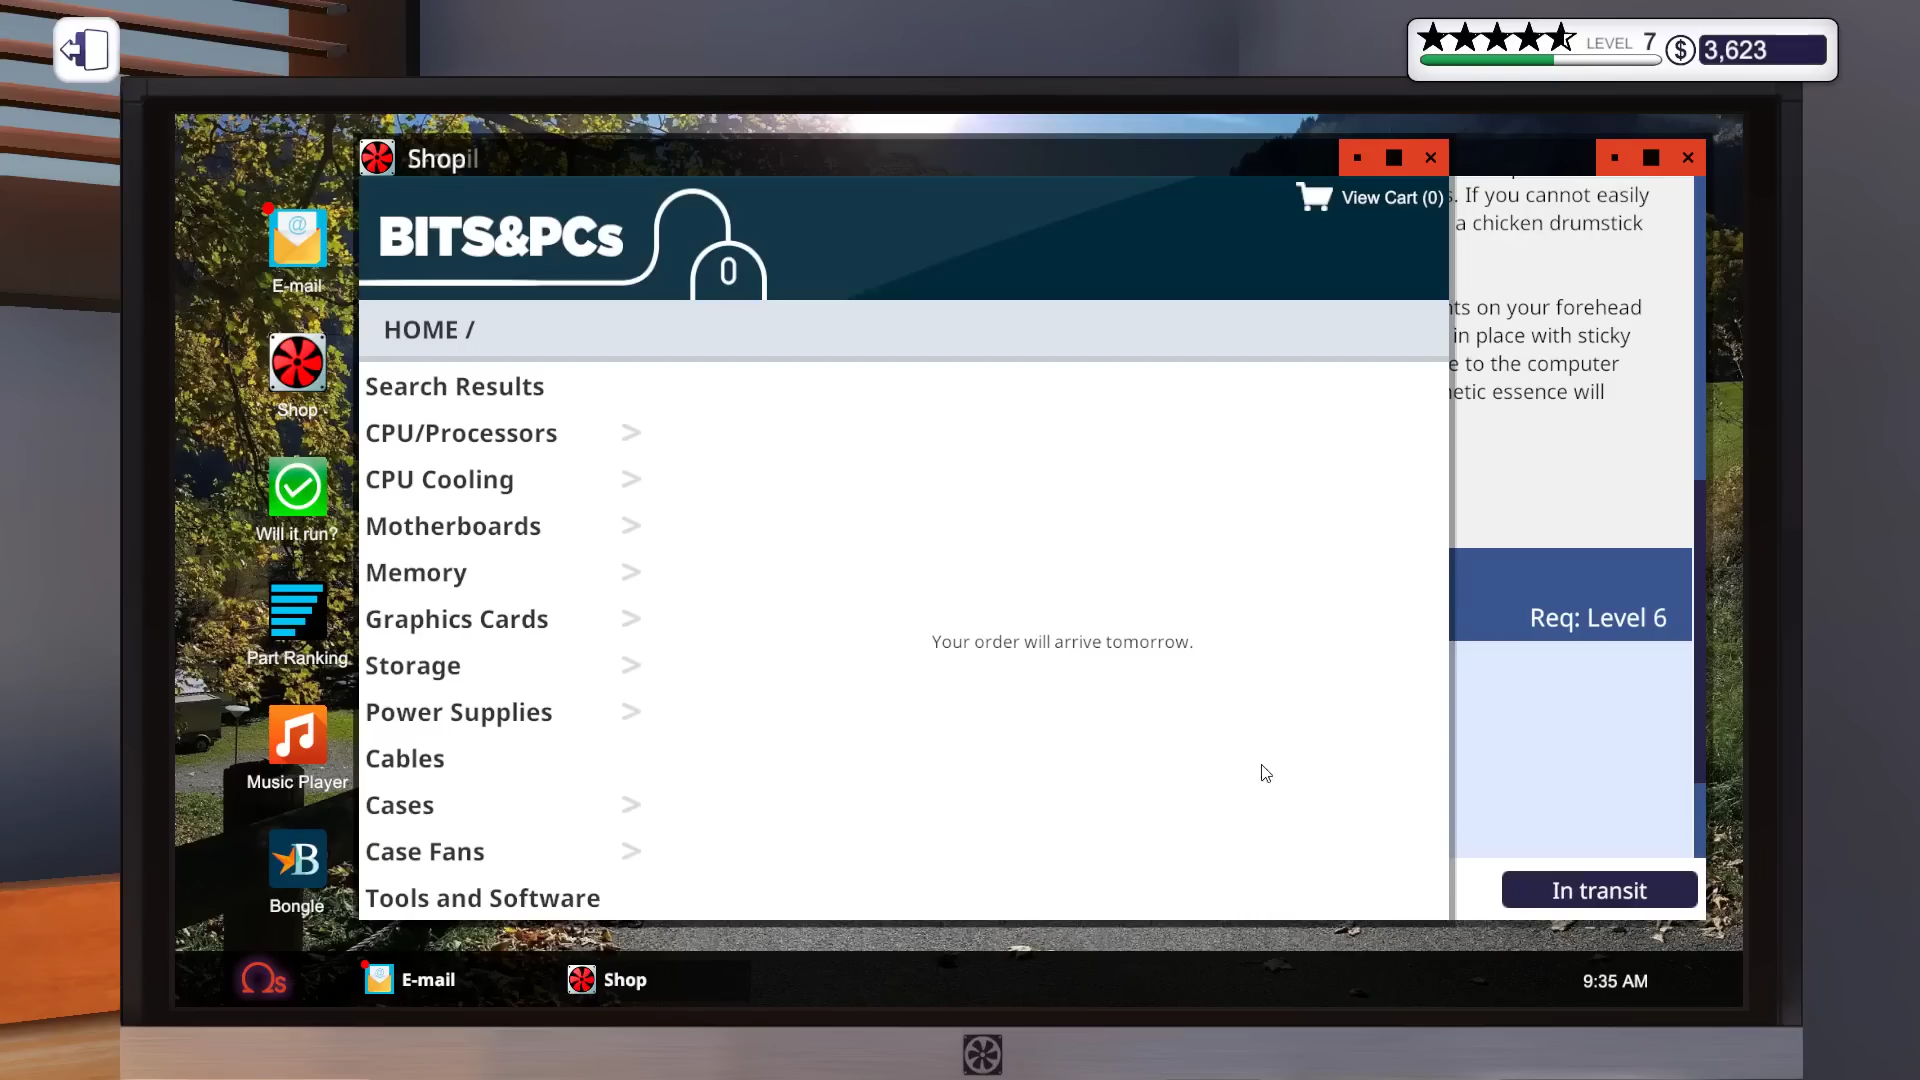 LEVEL 7
$ 3,623
Shop
View Cart (0)
BITS&PCs
HOME /
Search Results
CPU/Processors >
CPU Cooling >
Motherboards >
Memory >
Graphics Cards >
Storage >
Power Supplies >
Cables
Cases >
Case Fans >
Tools and Software
Your order will arrive tomorrow.
. If you cannot easily
a chicken drumstick
nts on your forehead
in place with sticky
e to the computer
netic essence will
Req: Level 6
In transit
E-mail
Shop
Will it run?
Part Ranking
Music Player
B
Bongle
Ωs
E-mail
Shop
9:35 AM